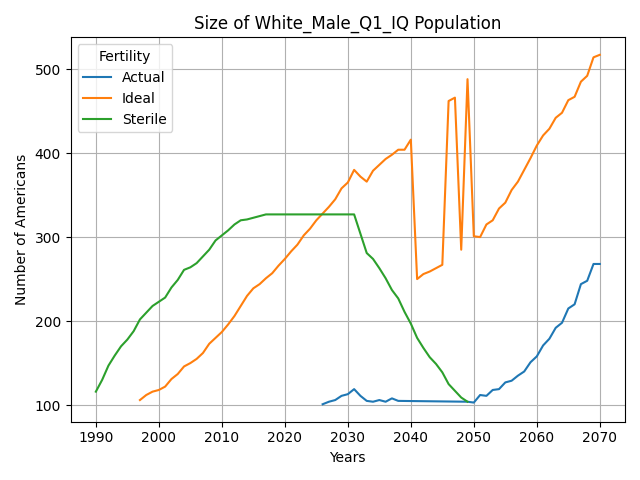 Size of White_Male_Q1_IQ Population
Fertility
Actual
Ideal
Sterile
Number of Americans
500
400
300
200
100
1990 2000 2010 2020 2030 2040 2050 2060 2070
Years